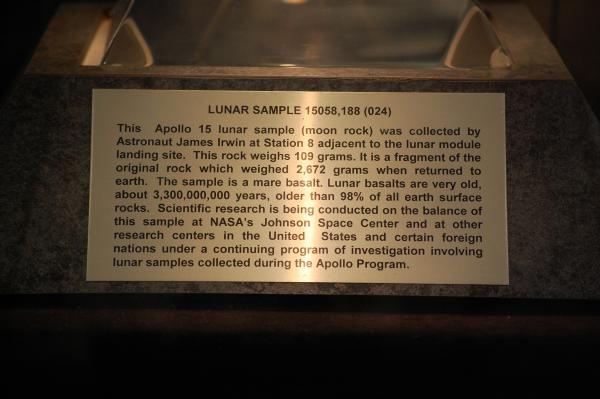 LUNAR SAMPLE 15058,188 (024)
This Apollo 15 lunar sample (moon rock) was collected by
Astronaut James Irwin at Station 8 adjacent to the lunar module
landing site. This rock weighs 109 grams. It is a fragment of the
original rock which weighed 2,672 grams when returned to
earth. The sample is a mare basalt. Lunar basalts are very old,
about 3,300,000,000 years, older than 98% of all earth surface
rocks. Scientific research is being conducted on the balance of
this sample at NASA's Johnson Space Center and at other
research centers in the United States and certain foreign
nations under a continuing program of investigation involving
lunar samples collected during the Apollo Program.